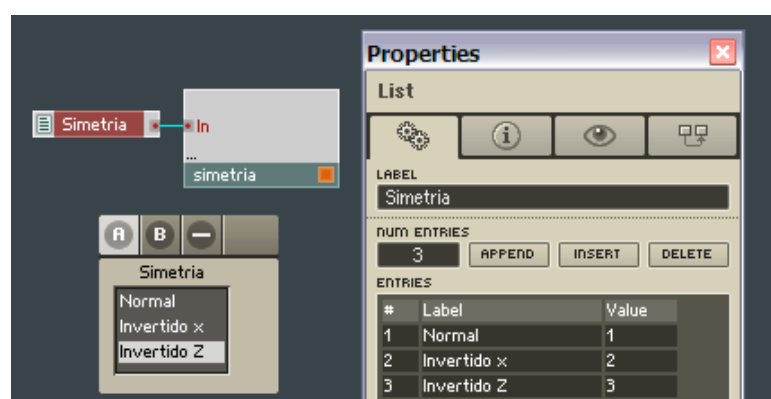 Simetria
In
...
simetria
A B
Simetria
Normal
Invertido x
Invertido Z
Properties
List
i
LABEL
Simetria
NUM ENTRIES
3 APPEND INSERT DELETE
ENTRIES
# Label Value
1 Normal 1
2 Invertido x 2
3 Invertido Z 3